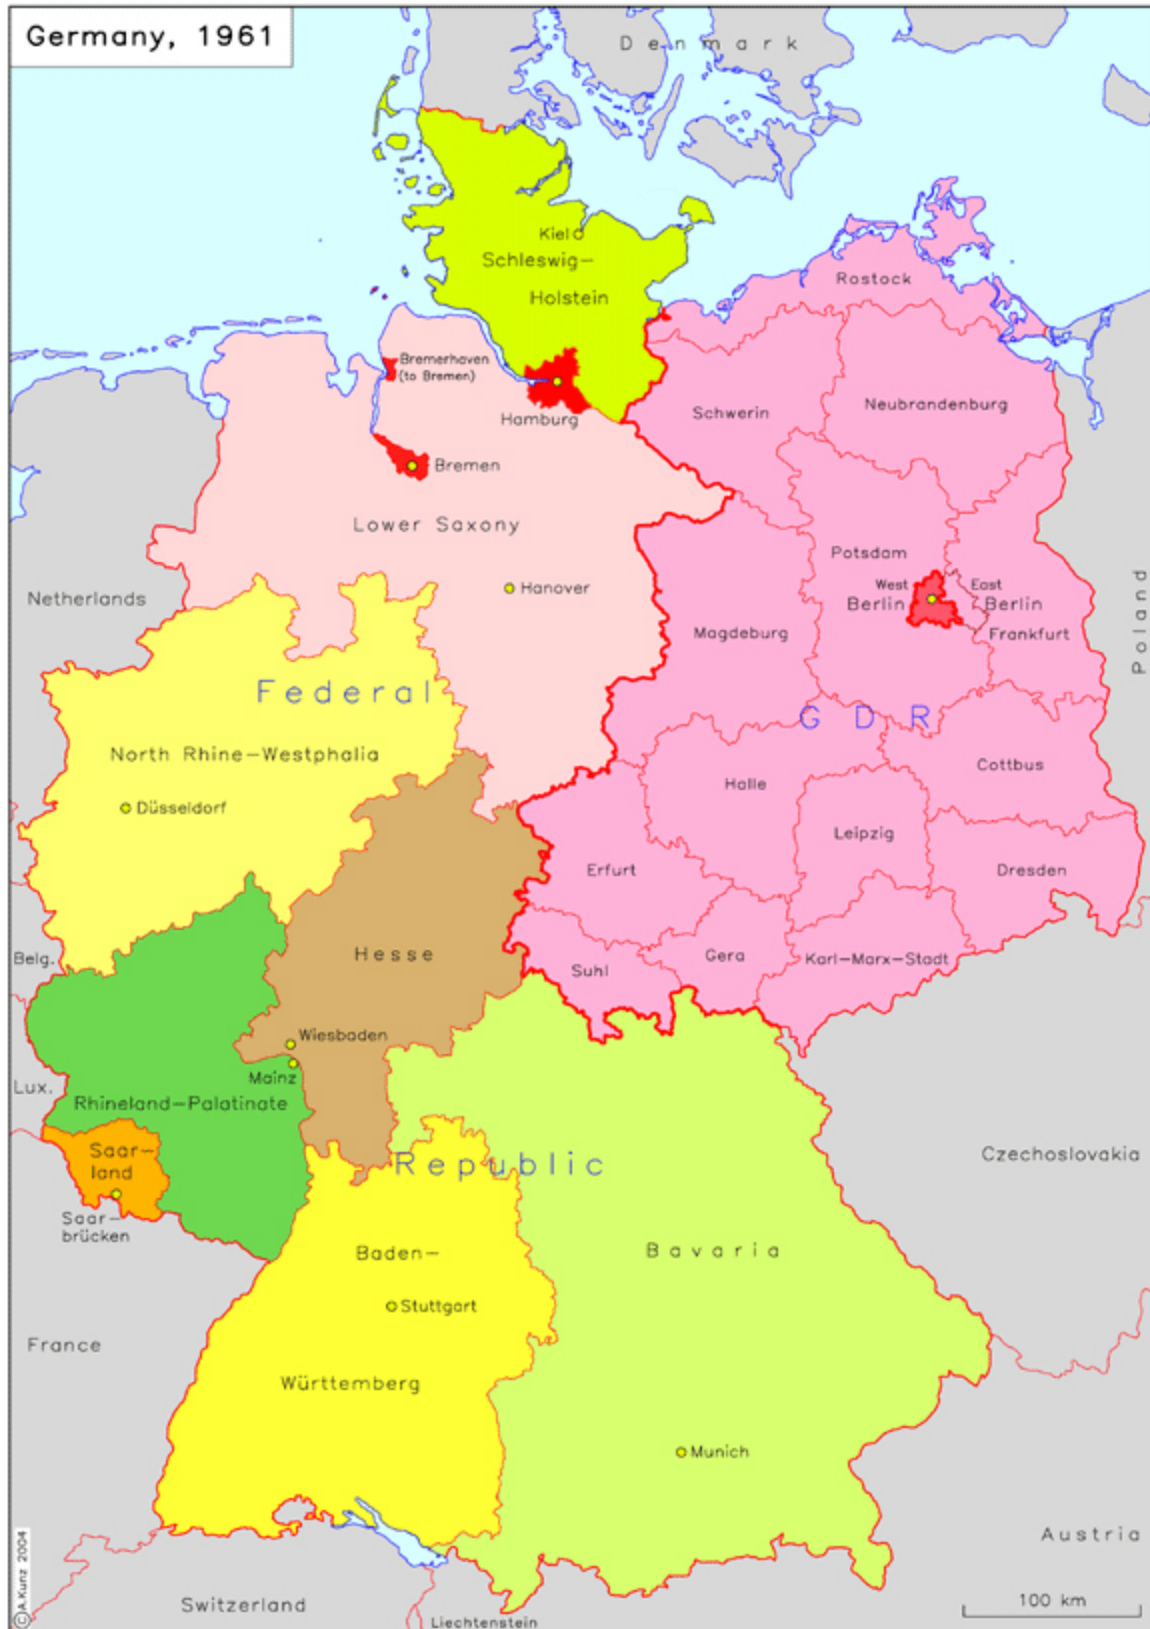 Germany, 1961
Denmark
Kiel
Schleswig-
Holstein
Rostock
Bremerhaven
(to Bremen)
Hamburg
Schwerin
Neubrandenburg
Bremen
Lower Saxony
Potsdam
West
Berlin
East
Berlin
Hanover
Netherlands
Magdeburg
Frankfurt
Poland
Federal
GDR
North Rhine-Westphalia
Cottbus
Halle
Düsseldorf
Leipzig
Erfurt
Dresden
Hesse
Belg.
Suhl
Gera
Karl-Marx-Stadt
Wiesbaden
Mainz
Lux.
Rhineland-Palatinate
Saar-
land
Republic
Czechoslovakia
Saar-
brücken
Baden-
Bavaria
Stuttgart
France
Württemberg
Munich
Austria
©A.Kunz 2004
Switzerland
Liechtenstein
100 km